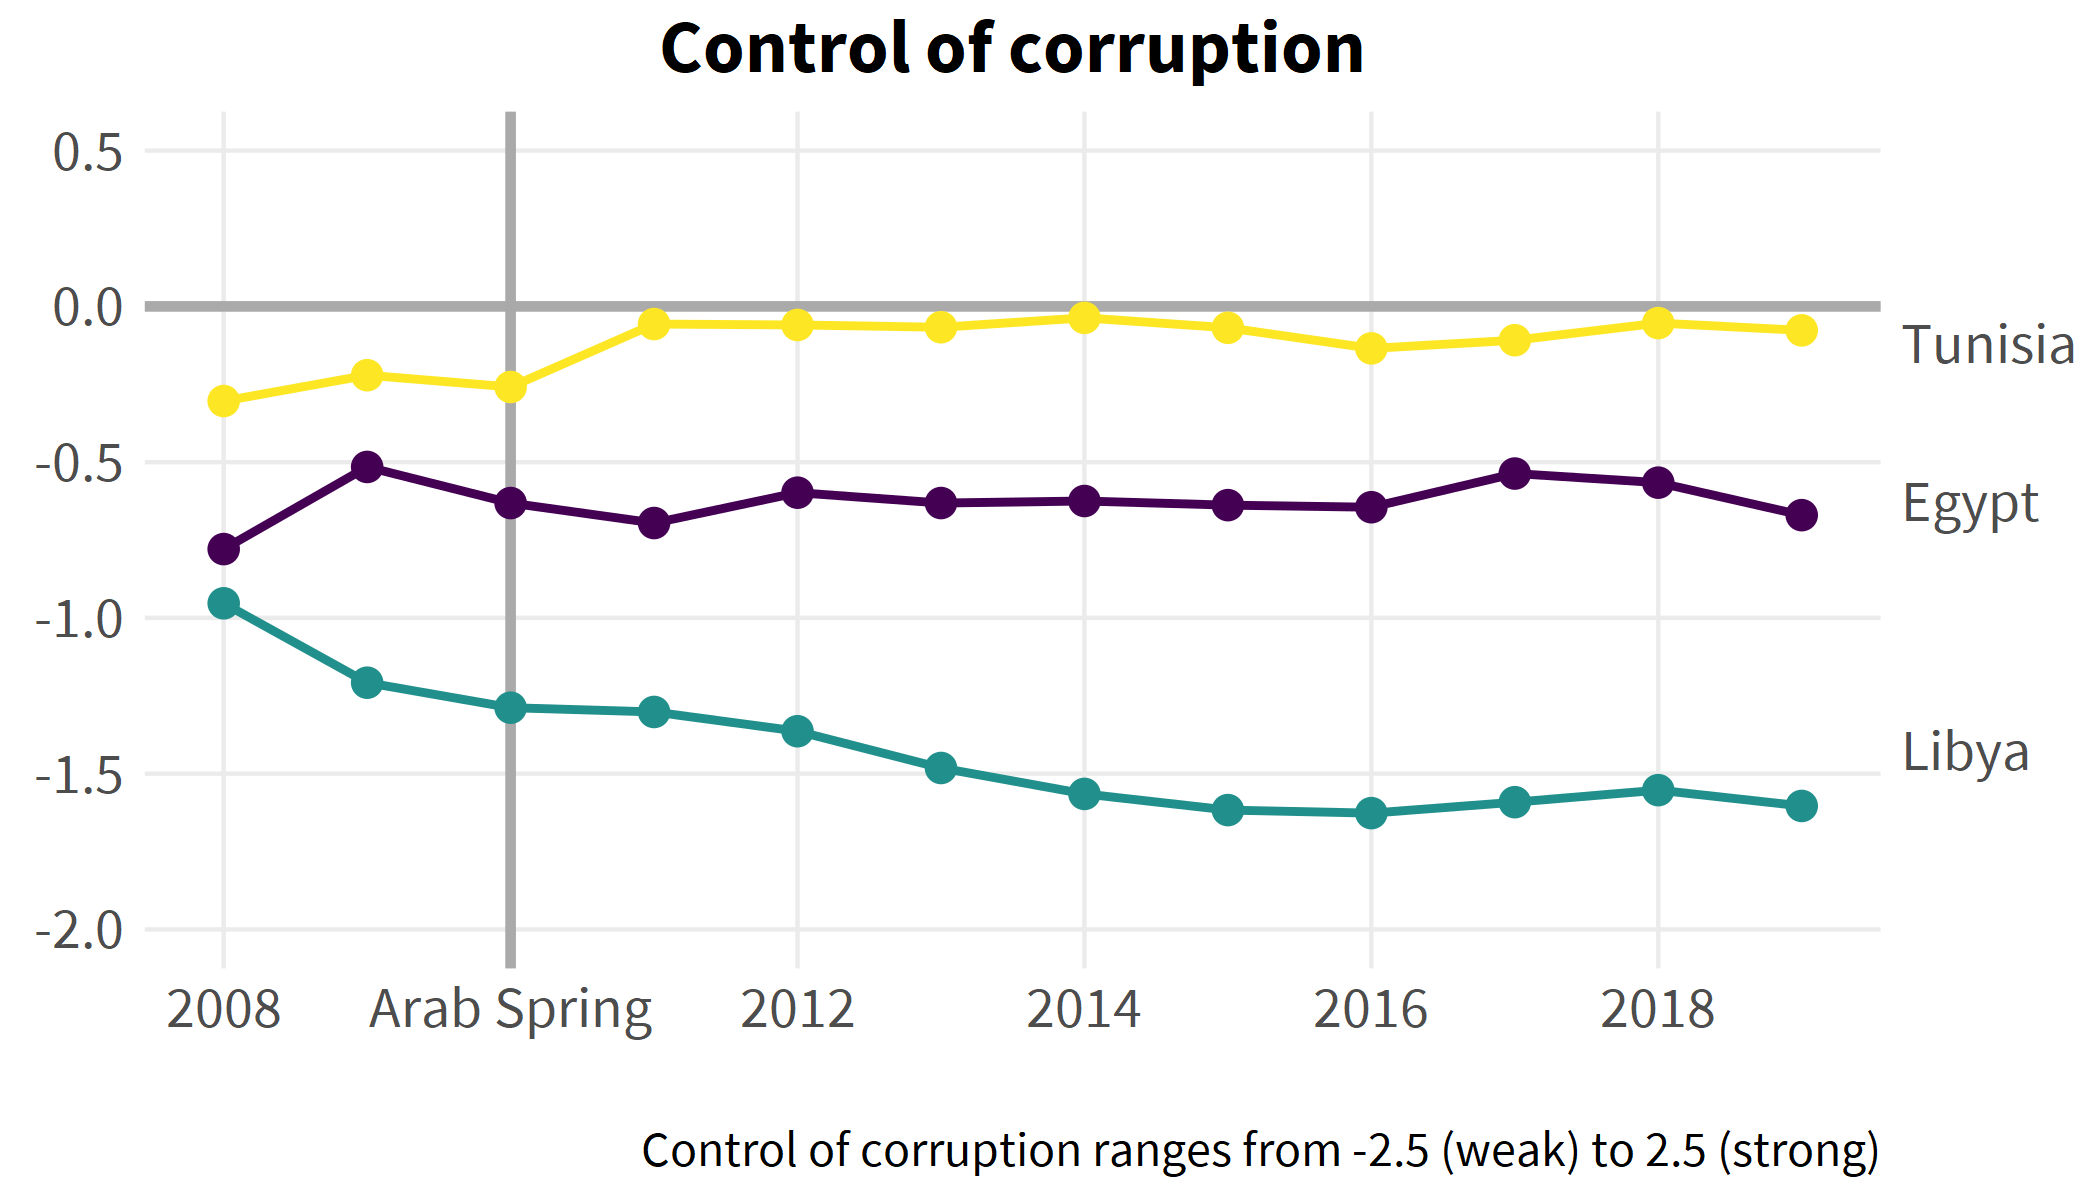 Control of corruption
0.5
0.0
-0.5
-1.0
-1.5
-2.0
Tunisia
Egypt
Libya
2008 Arab Spring 2012 2014 2016 2018
Control of corruption ranges from -2.5 (weak) to 2.5 (strong)